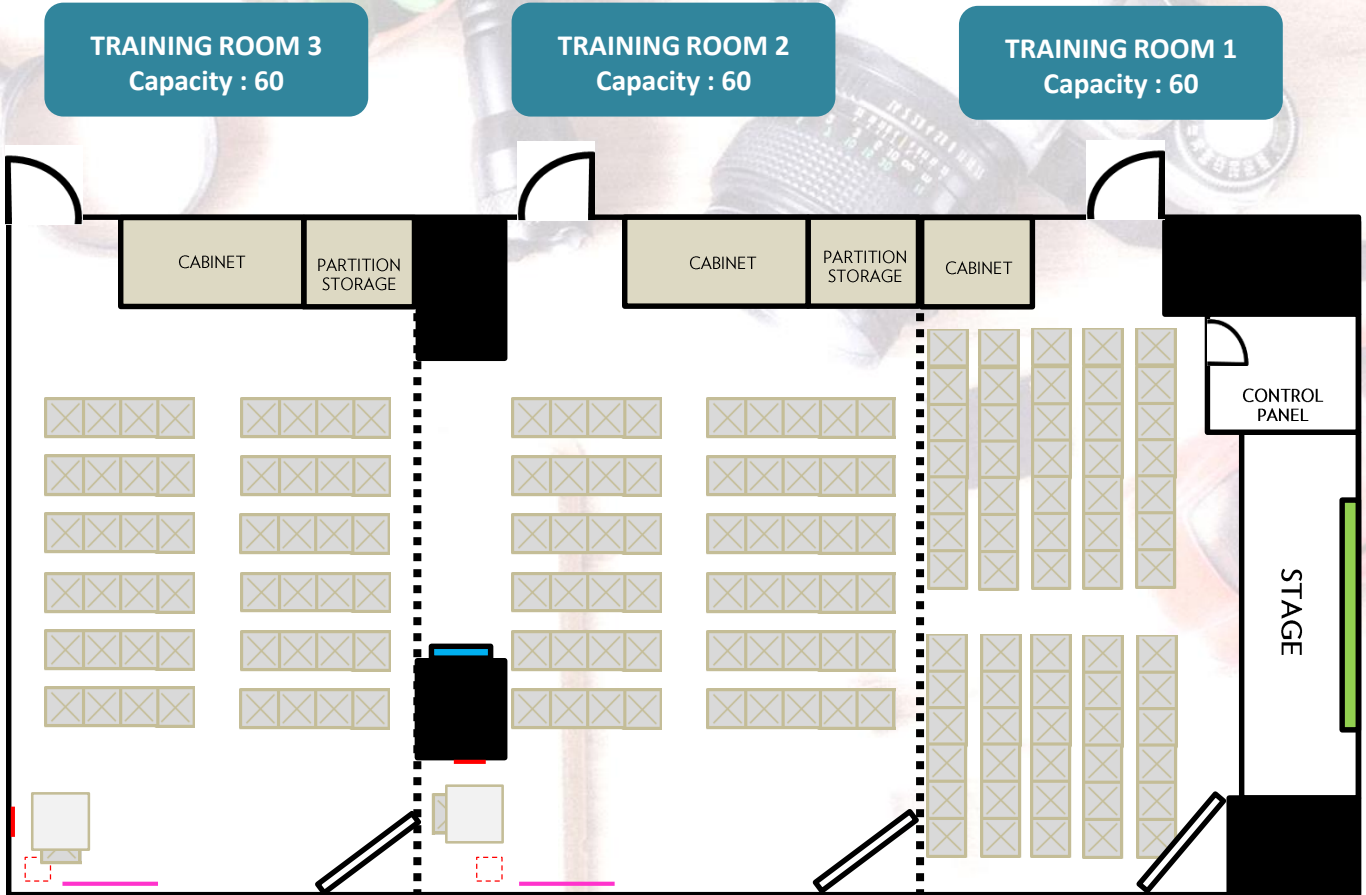 TRAINING ROOM 3
Capacity : 60
TRAINING ROOM 2
Capacity : 60
TRAINING ROOM 1
Capacity : 60
CABINET
PARTITION
STORAGE
CABINET
PARTITION
STORAGE
CABINET
CONTROL
PANEL
STAGE